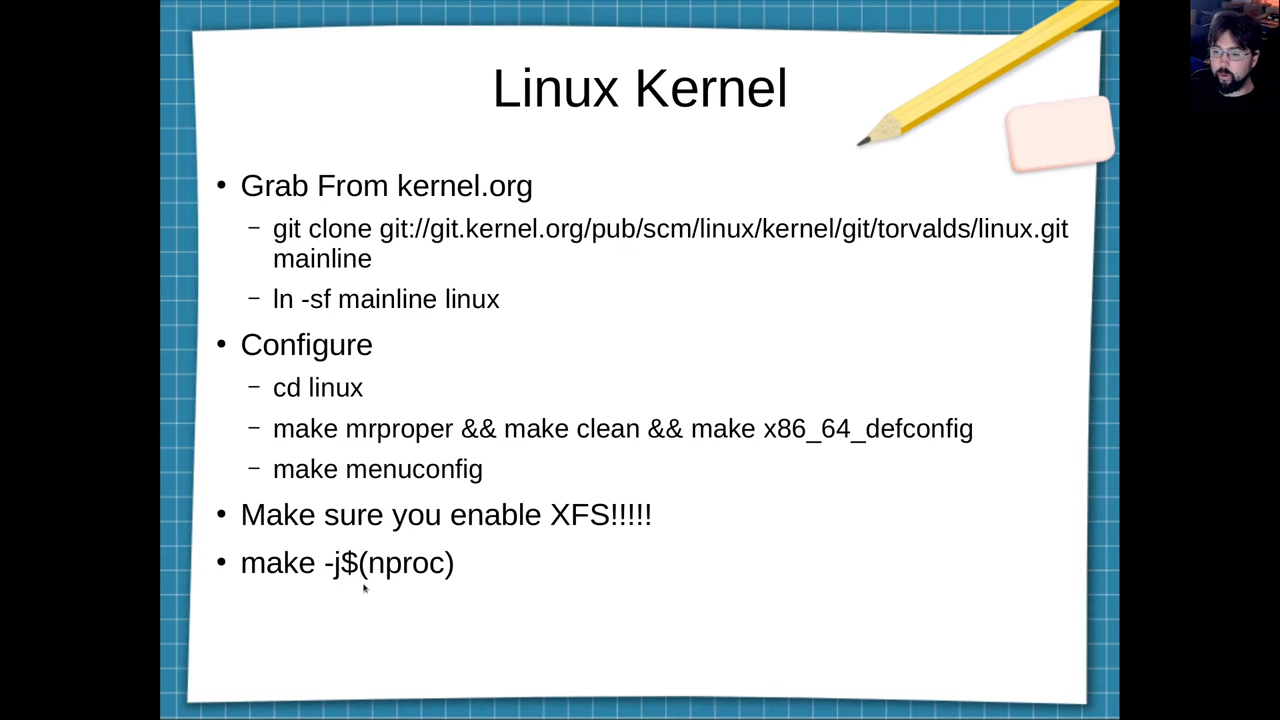 Linux Kernel
• Grab From kernel.org
– git clone git://git.kernel.org/pub/scm/linux/kernel/git/torvalds/linux.git
mainline
– ln -sf mainline linux
• Configure
– cd linux
– make mrproper && make clean && make x86_64_defconfig
– make menuconfig
• Make sure you enable XFS!!!!!
• make -j$(nproc)